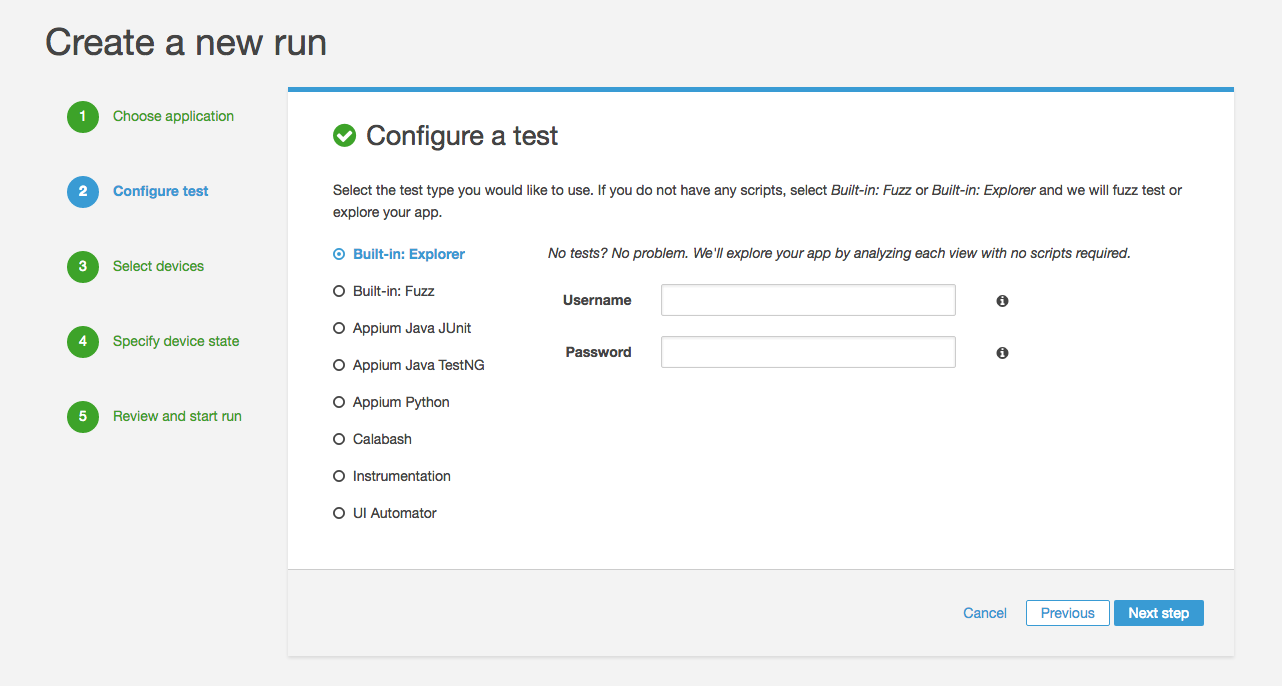 Create a new run
1 Choose application
2 Configure test
3 Select devices
4 Specify device state
5 Review and start run
Configure a test
Select the test type you would like to use. If you do not have any scripts, select Built-in: Fuzz or Built-in: Explorer and we will fuzz test or
explore your app.
Built-in: Explorer
Built-in: Fuzz
Appium Java JUnit
Appium Java TestNG
Appium Python
Calabash
Instrumentation
UI Automator
No tests? No problem. We'll explore your app by analyzing each view with no scripts required.
Username
Password
Cancel
Previous
Next step